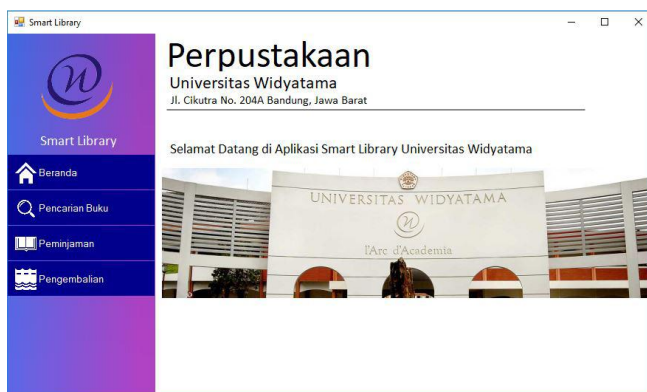 Smart Library
Perpustakaan
Universitas Widyatama
Jl. Cikutra No. 204A Bandung, Jawa Barat
Smart Library
Beranda
Pencarian Buku
Peminjaman
Pengembalian
Selamat Datang di Aplikasi Smart Library Universitas Widyatama
UNIVERSITAS WIDYATAMA
l'Arc d'Academia